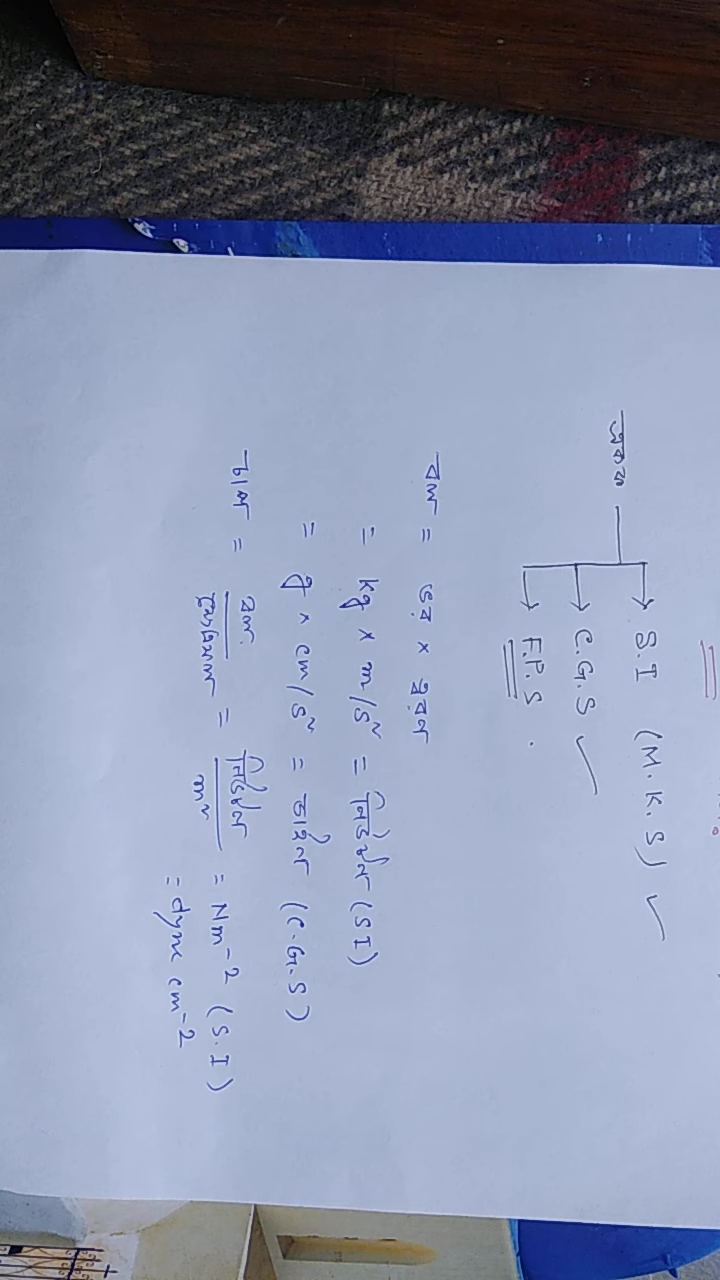 একক → S.I (M.K.S) ✓
→ C.G.S ✓
→ F.P.S.
বল = ভর × ত্বরণ
= kg × m/s² = নিউটন (SI)
= g × cm/s² = ডাইন (C.G.S)
চাপ = বল / ক্ষেত্রফল = নিউটন / m² = Nm⁻² (S.I)
= dyne cm⁻²